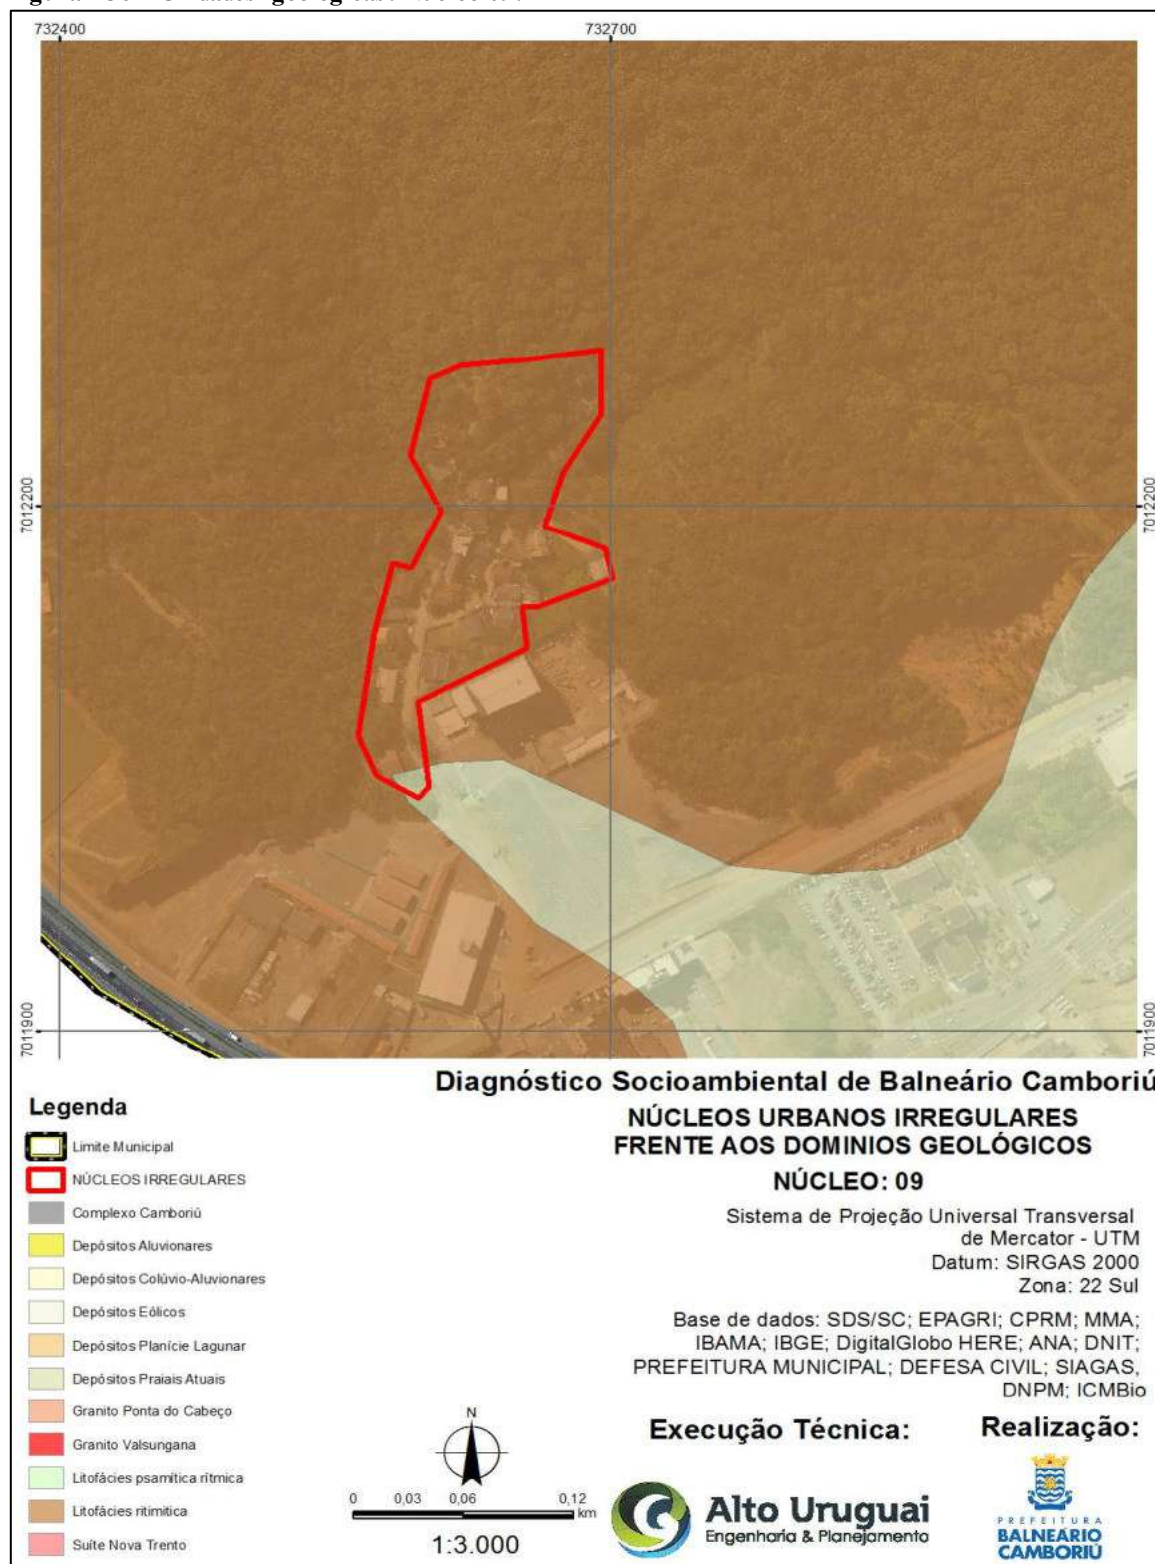 732400
732700
7012200
7012200
7011900
7011900
Diagnóstico Socioambiental de Balneário Camboriú
NÚCLEOS URBANOS IRREGULARES
FRENTE AOS DOMINIOS GEOLÓGICOS
NÚCLEO: 09
Sistema de Projeção Universal Transversal
de Mercator - UTM
Datum: SIRGAS 2000
Zona: 22 Sul
Base de dados: SDS/SC; EPAGRI; CPRM; MMA;
IBAMA; IBGE; DigitalGlobo HERE; ANA; DNIT;
PREFEITURA MUNICIPAL; DEFESA CIVIL; SIAGAS,
DNPM; ICMBio
Legenda
Limite Municipal
NÚCLEOS IRREGULARES
Complexo Camboriú
Depósitos Aluvionares
Depósitos Colúvio-Aluvionares
Depósitos Eólicos
Depósitos Planície Lagunar
Depósitos Praiais Atuais
Granito Ponta do Cabeço
Granito Valsungana
Litofácies psamítica rítmica
Litofácies ritimitica
Suíte Nova Trento
N
0 0,03 0,06 0,12
km
1:3.000
Execução Técnica:
Alto Uruguai
Engenharia & Planejamento
Realização:
PREFEITURA
BALNEÁRIO
CAMBORIÚ